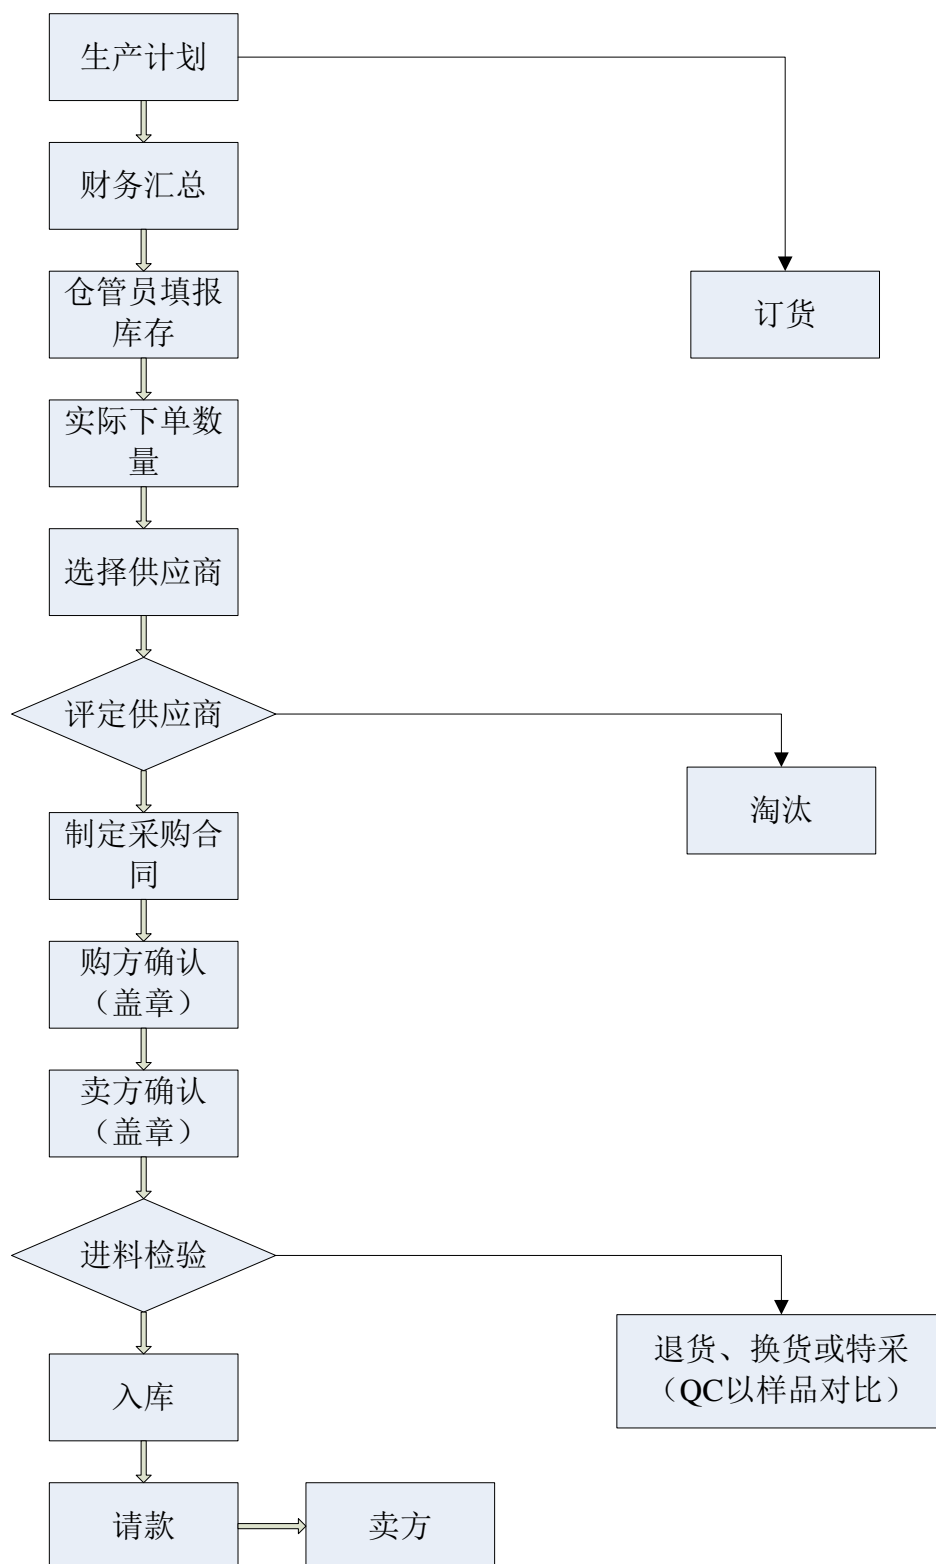 生产计划
财务汇总
仓管员填报
库存
订货
实际下单数
量
选择供应商
评定供应商
淘汰
制定采购合
同
购方确认
（盖章）
卖方确认
（盖章）
进料检验
退货、换货或特采
（QC以样品对比）
入库
请款
卖方